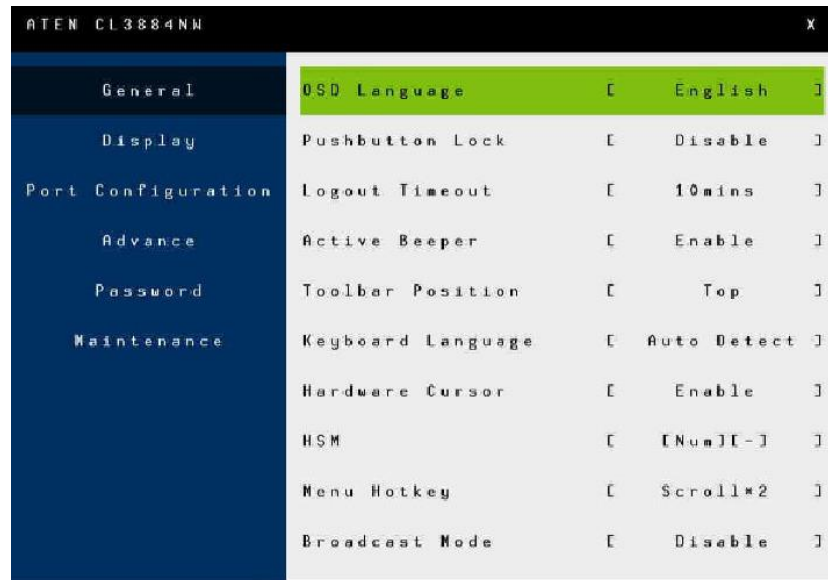 ATEN CL3884NW X
General
Display
Port Configuration
Advance
Password
Maintenance
OSD Language [ English ]
Pushbutton Lock [ Disable ]
Logout Timeout [ 10mins ]
Active Beeper [ Enable ]
Toolbar Position [ Top ]
Keyboard Language [ Auto Detect ]
Hardware Cursor [ Enable ]
HSM [ [Num][-] ]
Menu Hotkey [ Scroll*2 ]
Broadcast Mode [ Disable ]